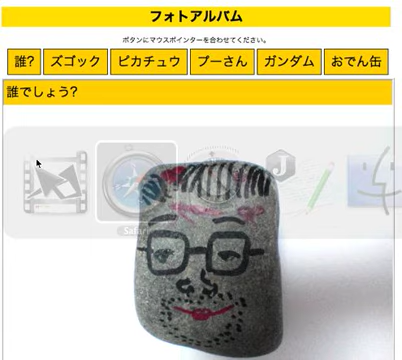 フォトアルバム
ボタンにマウスポインターを合わせてください。
誰? ズゴック ピカチュウ プーさん ガンダム おでん缶
誰でしょう?
Safari